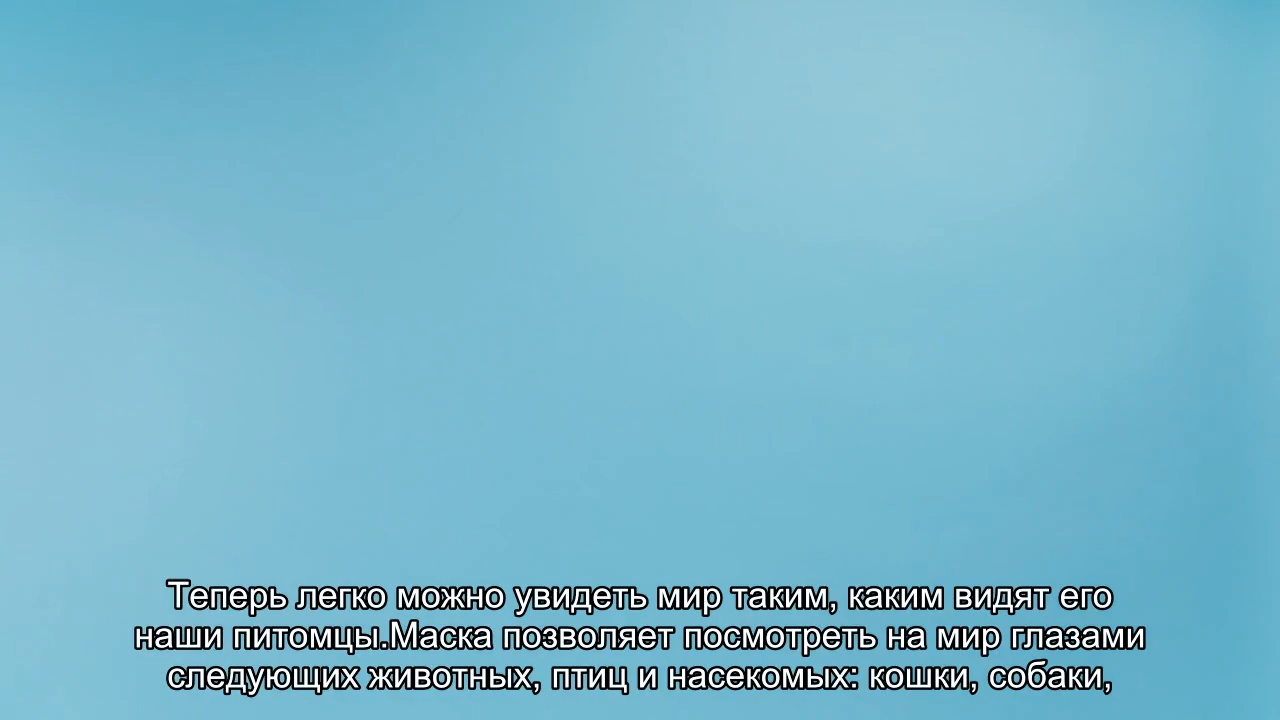 Теперь легко можно увидеть мир таким, каким видят его
наши питомцы.Маска позволяет посмотреть на мир глазами
следующих животных, птиц и насекомых: кошки, собаки,